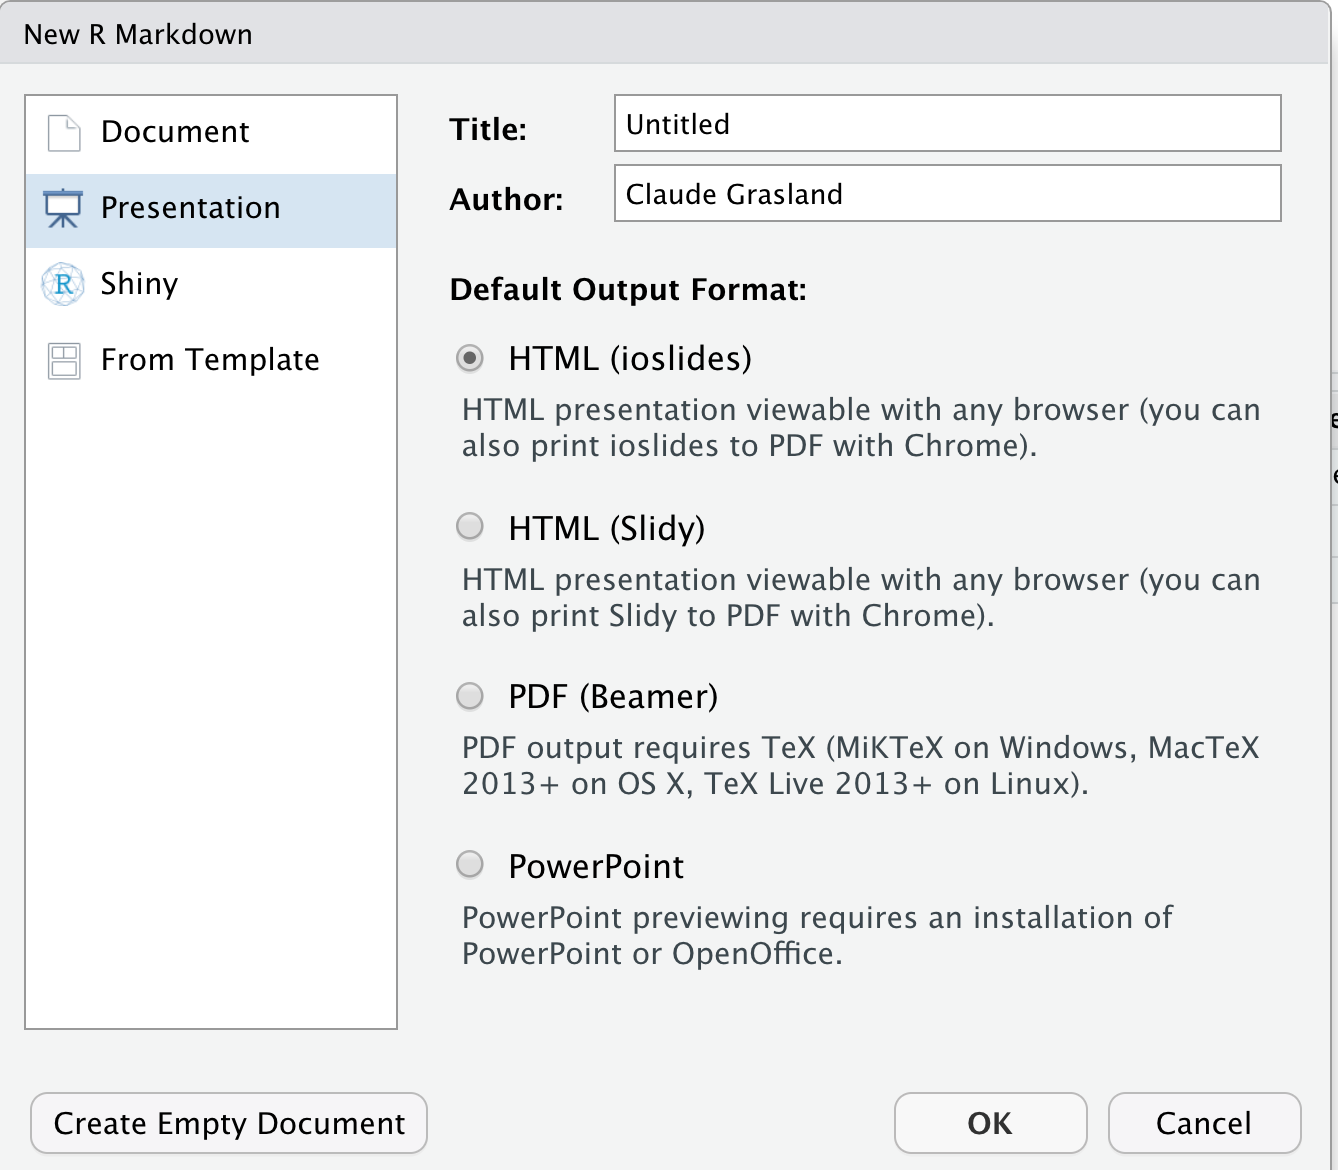 New R Markdown
Document
Presentation
R Shiny
From Template
Title: Untitled
Author: Claude Grasland
Default Output Format:
HTML (ioslides)
HTML presentation viewable with any browser (you can
also print ioslides to PDF with Chrome).
HTML (Slidy)
HTML presentation viewable with any browser (you can
also print Slidy to PDF with Chrome).
PDF (Beamer)
PDF output requires TeX (MiKTeX on Windows, MacTeX
2013+ on OS X, TeX Live 2013+ on Linux).
PowerPoint
PowerPoint previewing requires an installation of
PowerPoint or OpenOffice.
Create Empty Document
OK
Cancel